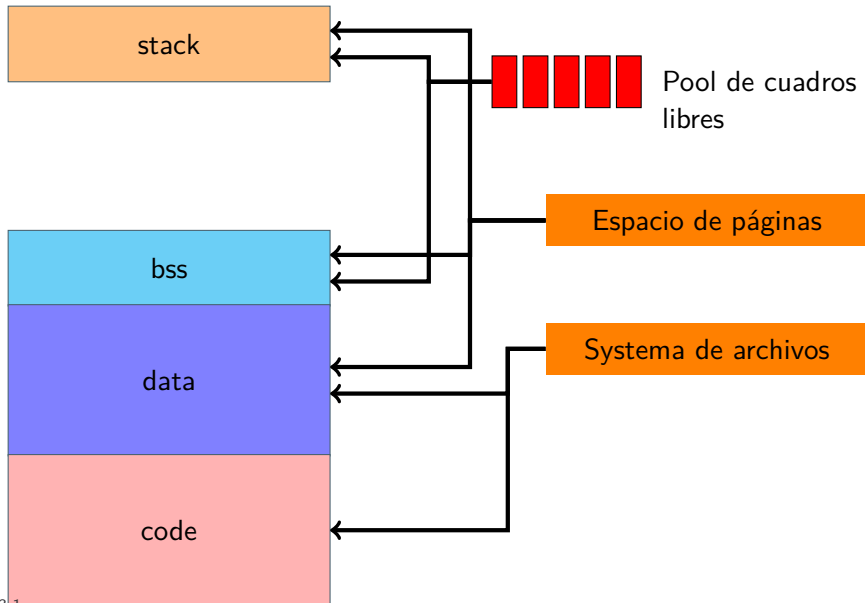 stack
Pool de cuadros
libres
Espacio de páginas
bss
Systema de archivos
data
code